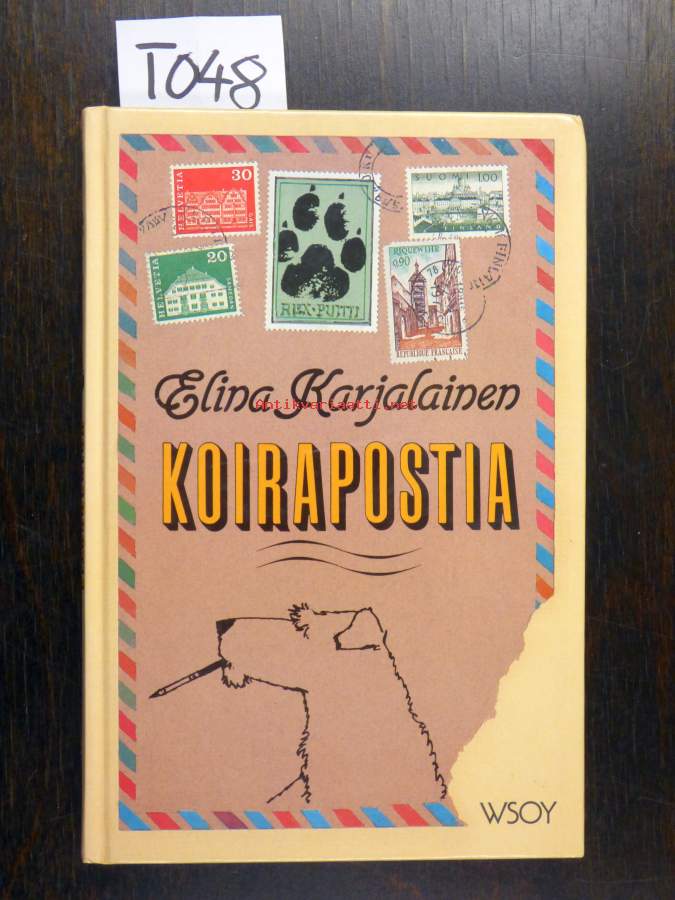 T048
HELVETIA
30
HELVETIA
20
REX-PUTTI
SUOMI 1.00
FINLAND
RIQUEWIHR
0.90
REPUBLIQUE FRANÇAISE
Elina Karjalainen
Antikvariaatti.net
KOIRAPOSTIA
WSOY